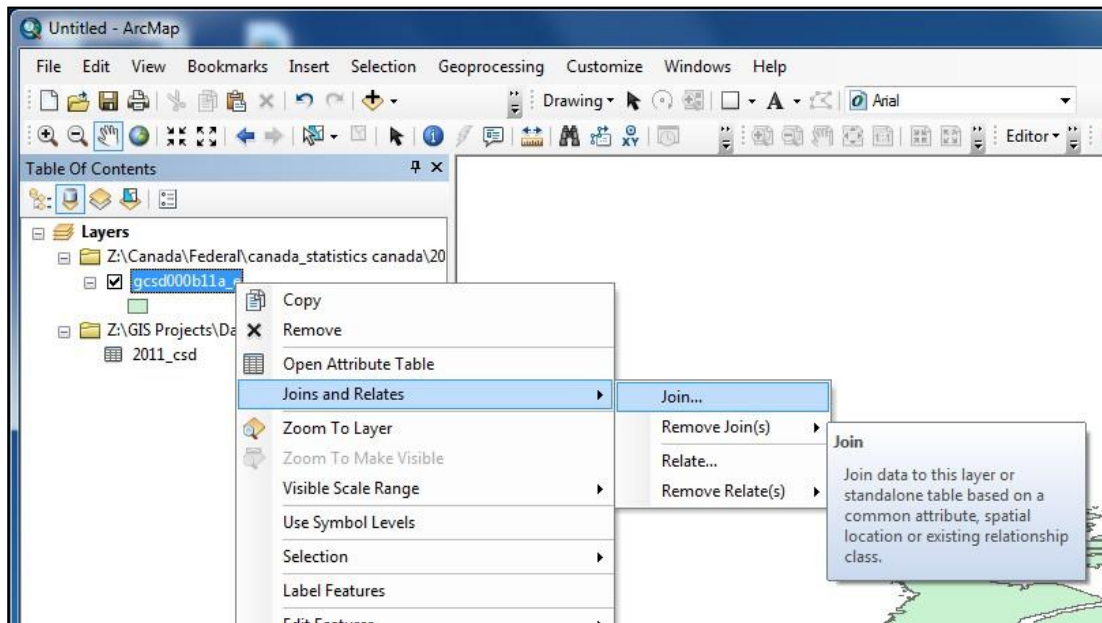 Untitled - ArcMap
File Edit View Bookmarks Insert Selection Geoprocessing Customize Windows Help
Drawing A Arial
Editor
Table Of Contents
Layers
Z:\Canada\Federal\canada_statistics canada\20
gcsd000b11a_e
Z:\GIS Projects\Da
2011_csd
Copy
Remove
Open Attribute Table
Joins and Relates
Zoom To Layer
Zoom To Make Visible
Visible Scale Range
Use Symbol Levels
Selection
Label Features
Edit Features
Join...
Remove Join(s)
Relate...
Remove Relate(s)
Join
Join data to this layer or
standalone table based on a
common attribute, spatial
location or existing relationship
class.